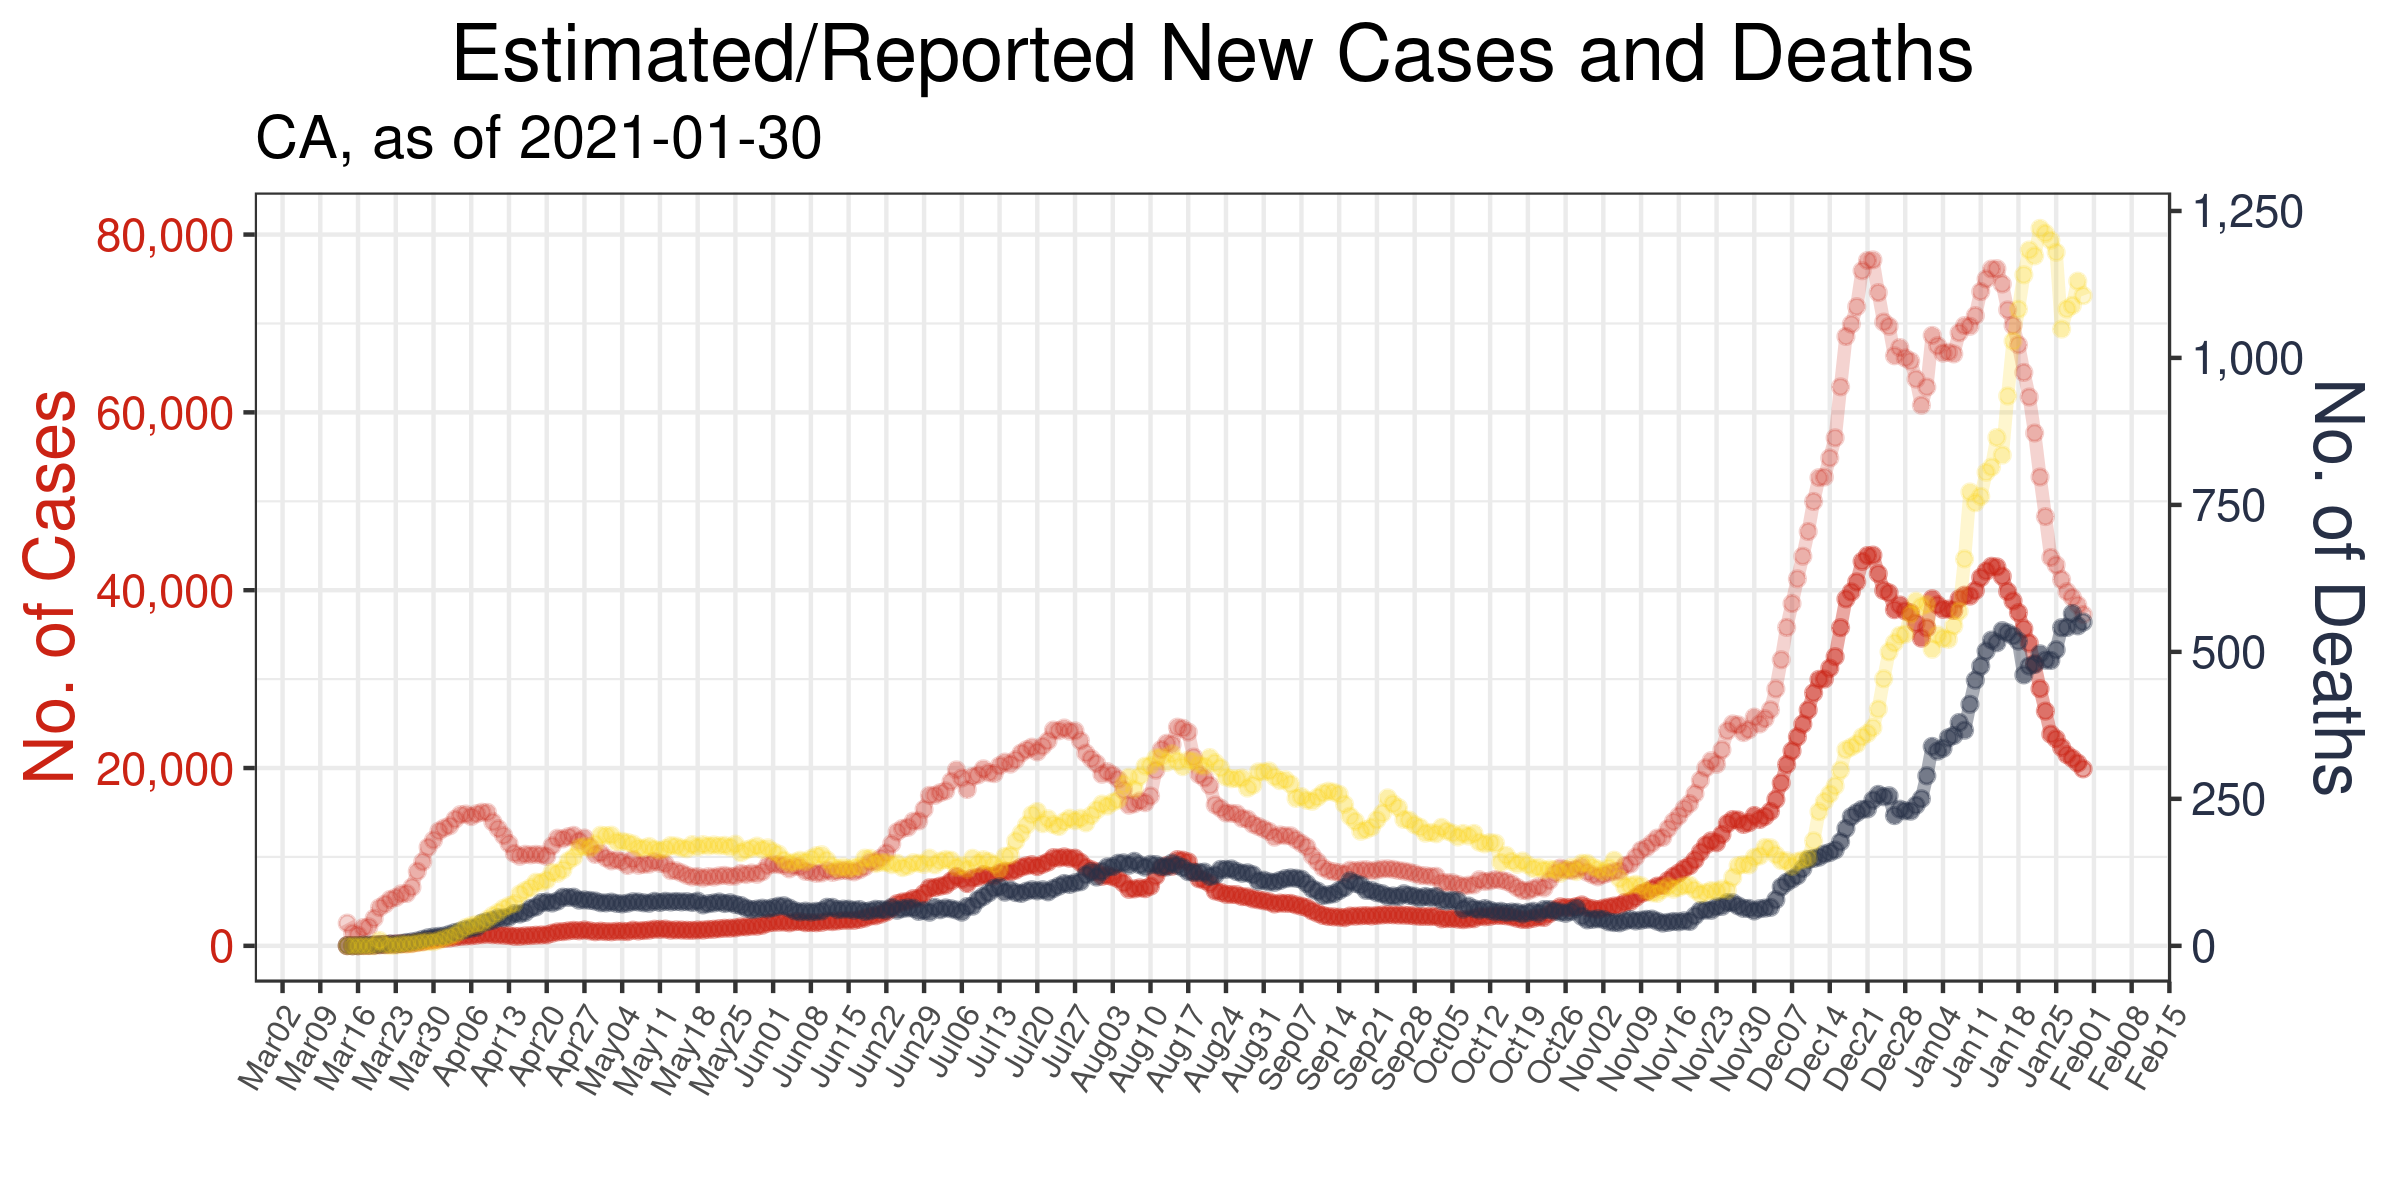 Estimated/Reported New Cases and Deaths
CA, as of 2021-01-30
No. of Cases
80,000
60,000
40,000
20,000
0
1,250
1,000
750
500
250
0
No. of Deaths
Mar02
Mar09
Mar16
Mar23
Mar30
Apr06
Apr13
Apr20
Apr27
May04
May11
May18
May25
Jun01
Jun08
Jun15
Jun22
Jun29
Jul06
Jul13
Jul20
Jul27
Aug03
Aug10
Aug17
Aug24
Aug31
Sep07
Sep14
Sep21
Sep28
Oct05
Oct12
Oct19
Oct26
Nov02
Nov09
Nov16
Nov23
Nov30
Dec07
Dec14
Dec21
Dec28
Jan04
Jan11
Jan18
Jan25
Feb01
Feb08
Feb15